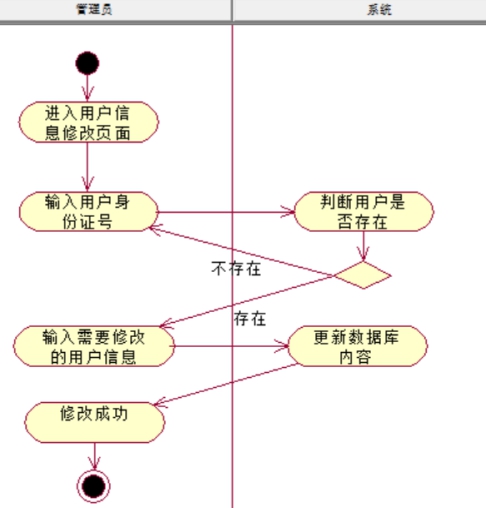 管理员
系统
进入用户信
息修改页面
输入用户身
份证号
判断用户是
否存在
不存在
存在
输入需要修改
的用户信息
更新数据库
内容
修改成功